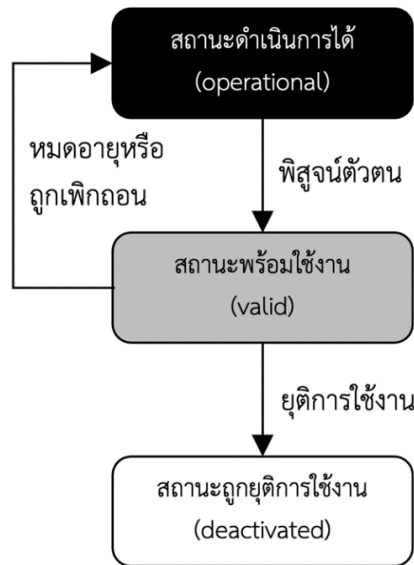 สถานะดำเนินการได้
(operational)
หมดอายุหรือ
ถูกเพิกถอน
พิสูจน์ตัวตน
สถานะพร้อมใช้งาน
(valid)
ยุติการใช้งาน
สถานะถูกยุติการใช้งาน
(deactivated)